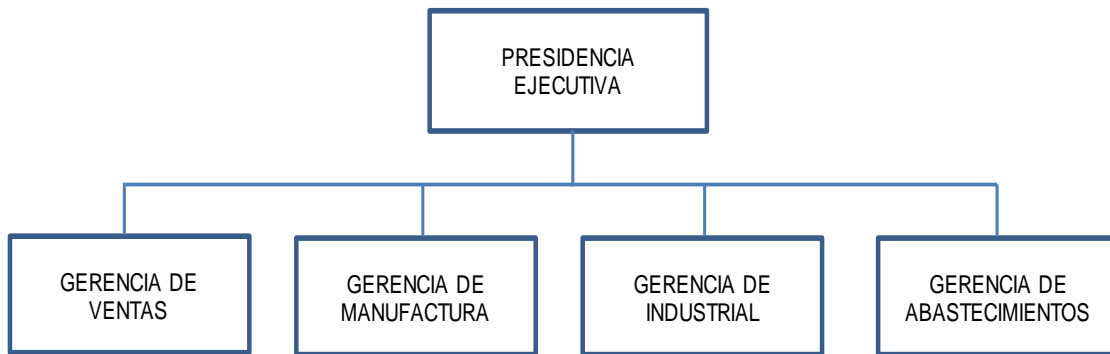 PRESIDENCIA
EJECUTIVA
GERENCIA DE
VENTAS
GERENCIA DE
MANUFACTURA
GERENCIA DE
INDUSTRIAL
GERENCIA DE
ABASTECIMIENTOS